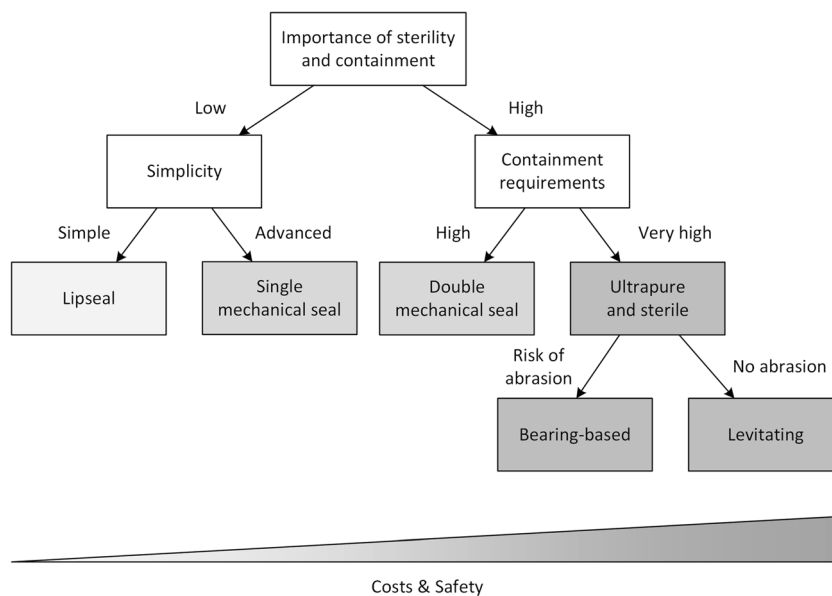 Importance of sterility
and containment
Low
High
Simplicity
Containment
requirements
Simple
Advanced
High
Very high
Lipseal
Single
mechanical seal
Double
mechanical seal
Ultrapure
and sterile
Risk of
abrasion
No abrasion
Bearing-based
Levitating
Costs & Safety